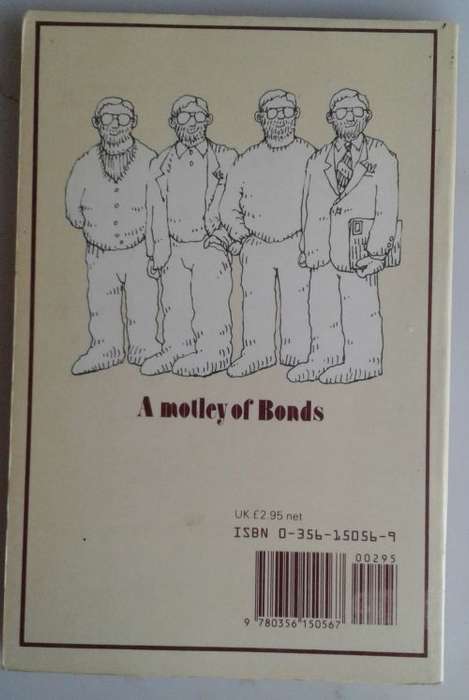 A motley of Bonds
UK £2.95 net
ISBN 0-356-15056-9
00295
9 780356 150567